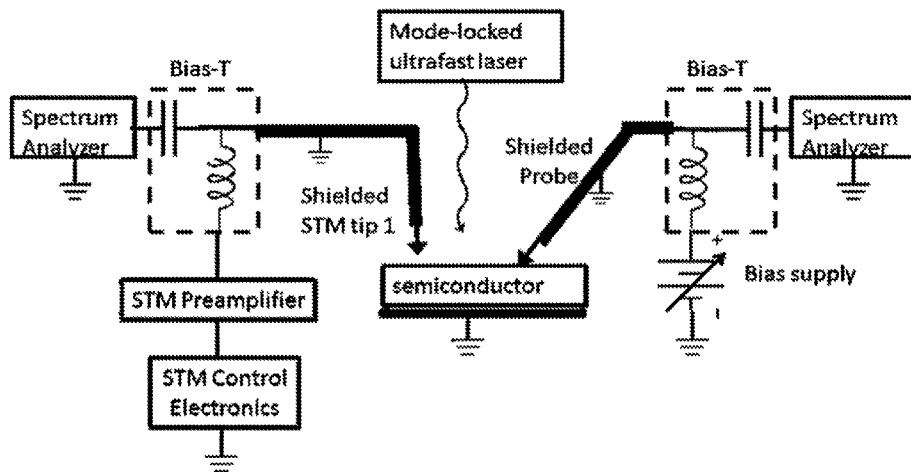 Mode-locked
ultrafast laser
Bias-T
Bias-T
Spectrum
Analyzer
Spectrum
Analyzer
Shielded
Probe
Shielded
STM tip 1
+
semiconductor
Bias supply
STM Preamplifier
STM Control
Electronics